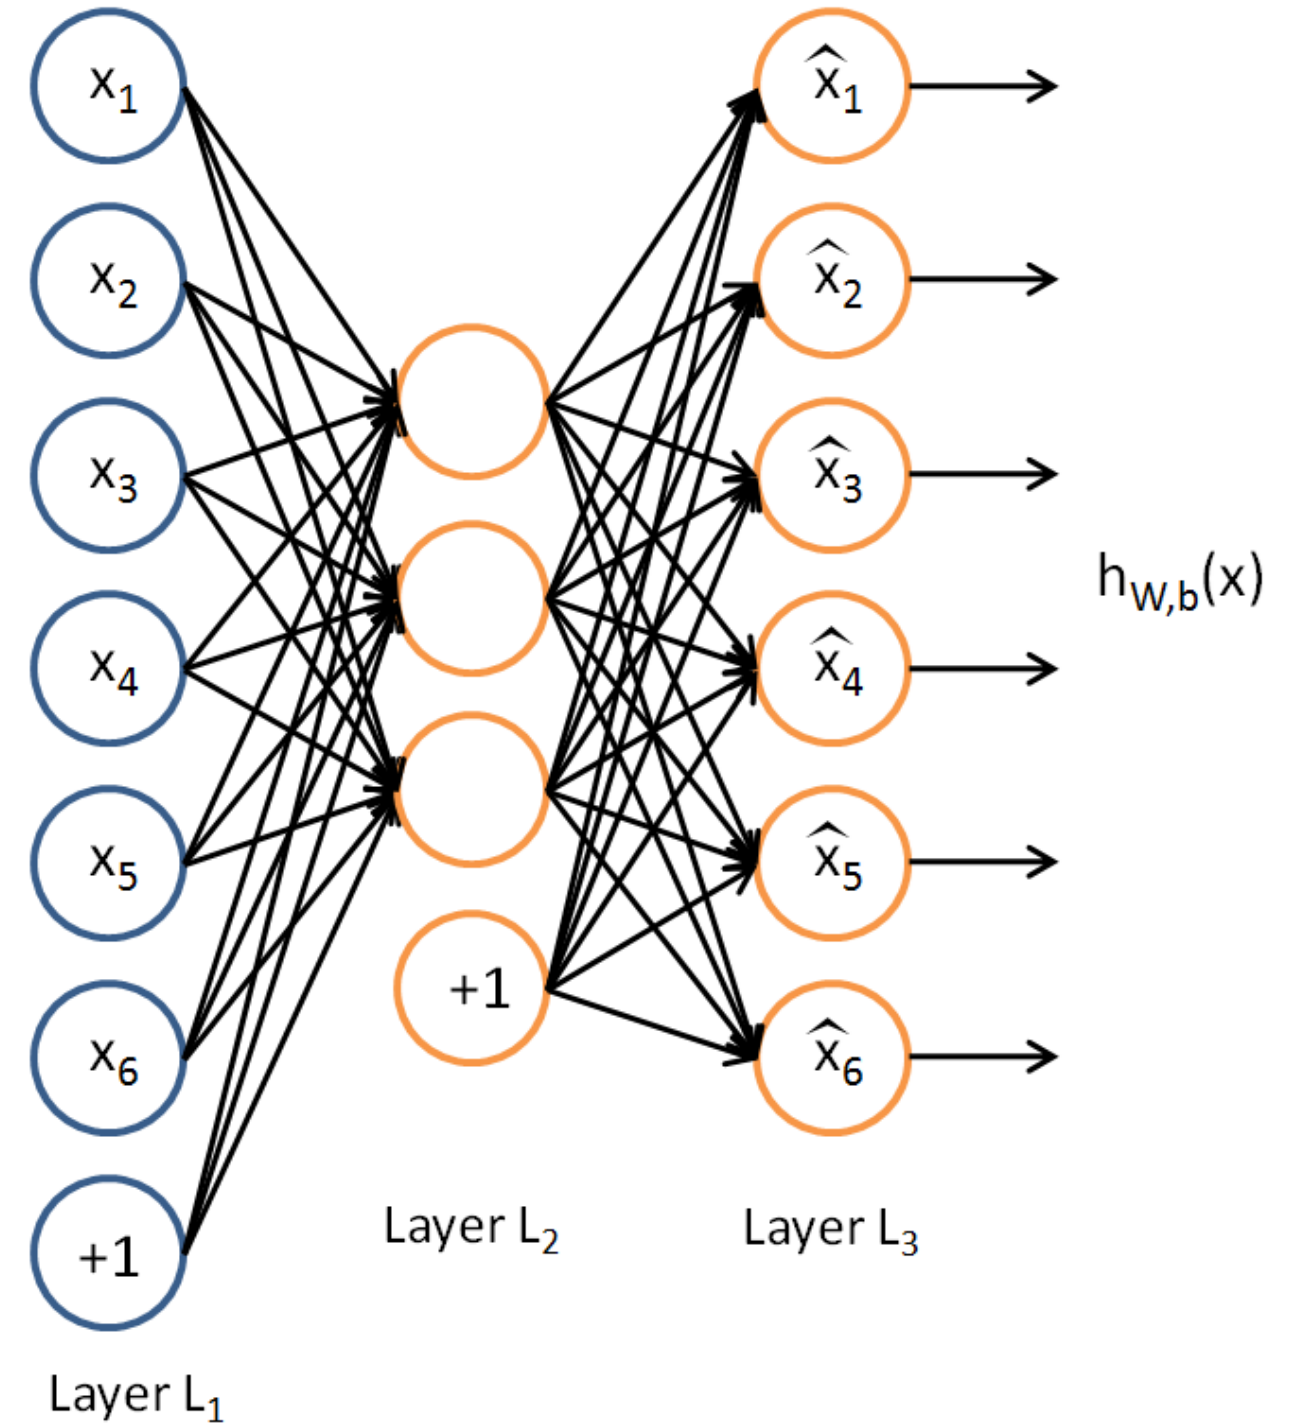 x₁
x₂
x₃
x₄
x₅
x₆
+1
Layer L₁
+1
Layer L₂
x̂₁
x̂₂
x̂₃
x̂₄
x̂₅
x̂₆
Layer L₃
h_W,b(x)